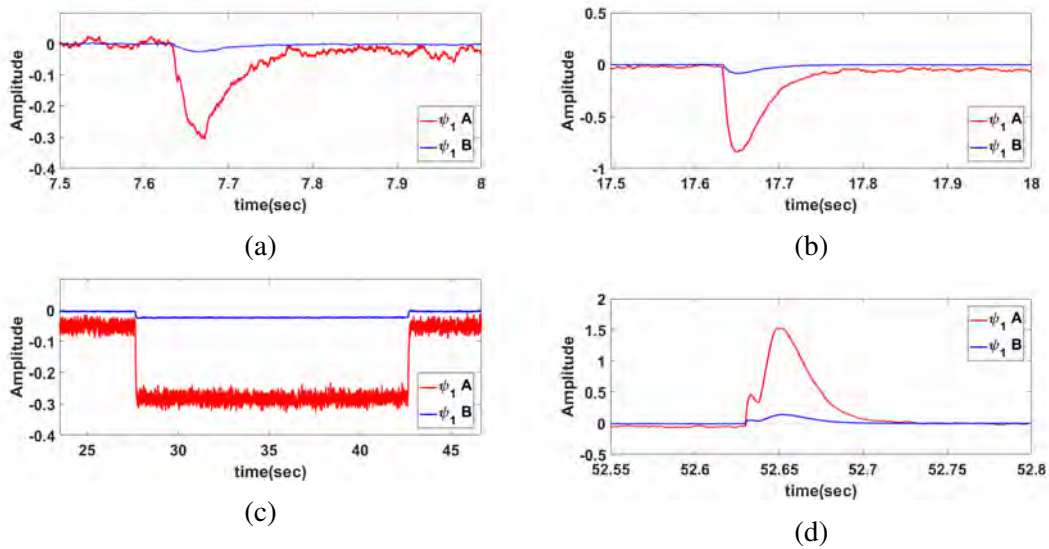 0
-0.1
-0.2
-0.3
-0.4
Amplitude
7.5 7.6 7.7 7.8 7.9 8
time(sec)
ψ1 A
ψ1 B
(a)
0.5
0
-0.5
-1
Amplitude
17.5 17.6 17.7 17.8 17.9 18
time(sec)
ψ1 A
ψ1 B
(b)
0
-0.1
-0.2
-0.3
-0.4
Amplitude
25 30 35 40 45
time(sec)
ψ1 A
ψ1 B
(c)
2
1.5
1
0.5
0
-0.5
Amplitude
52.55 52.6 52.65 52.7 52.75 52.8
time(sec)
ψ1 A
ψ1 B
(d)